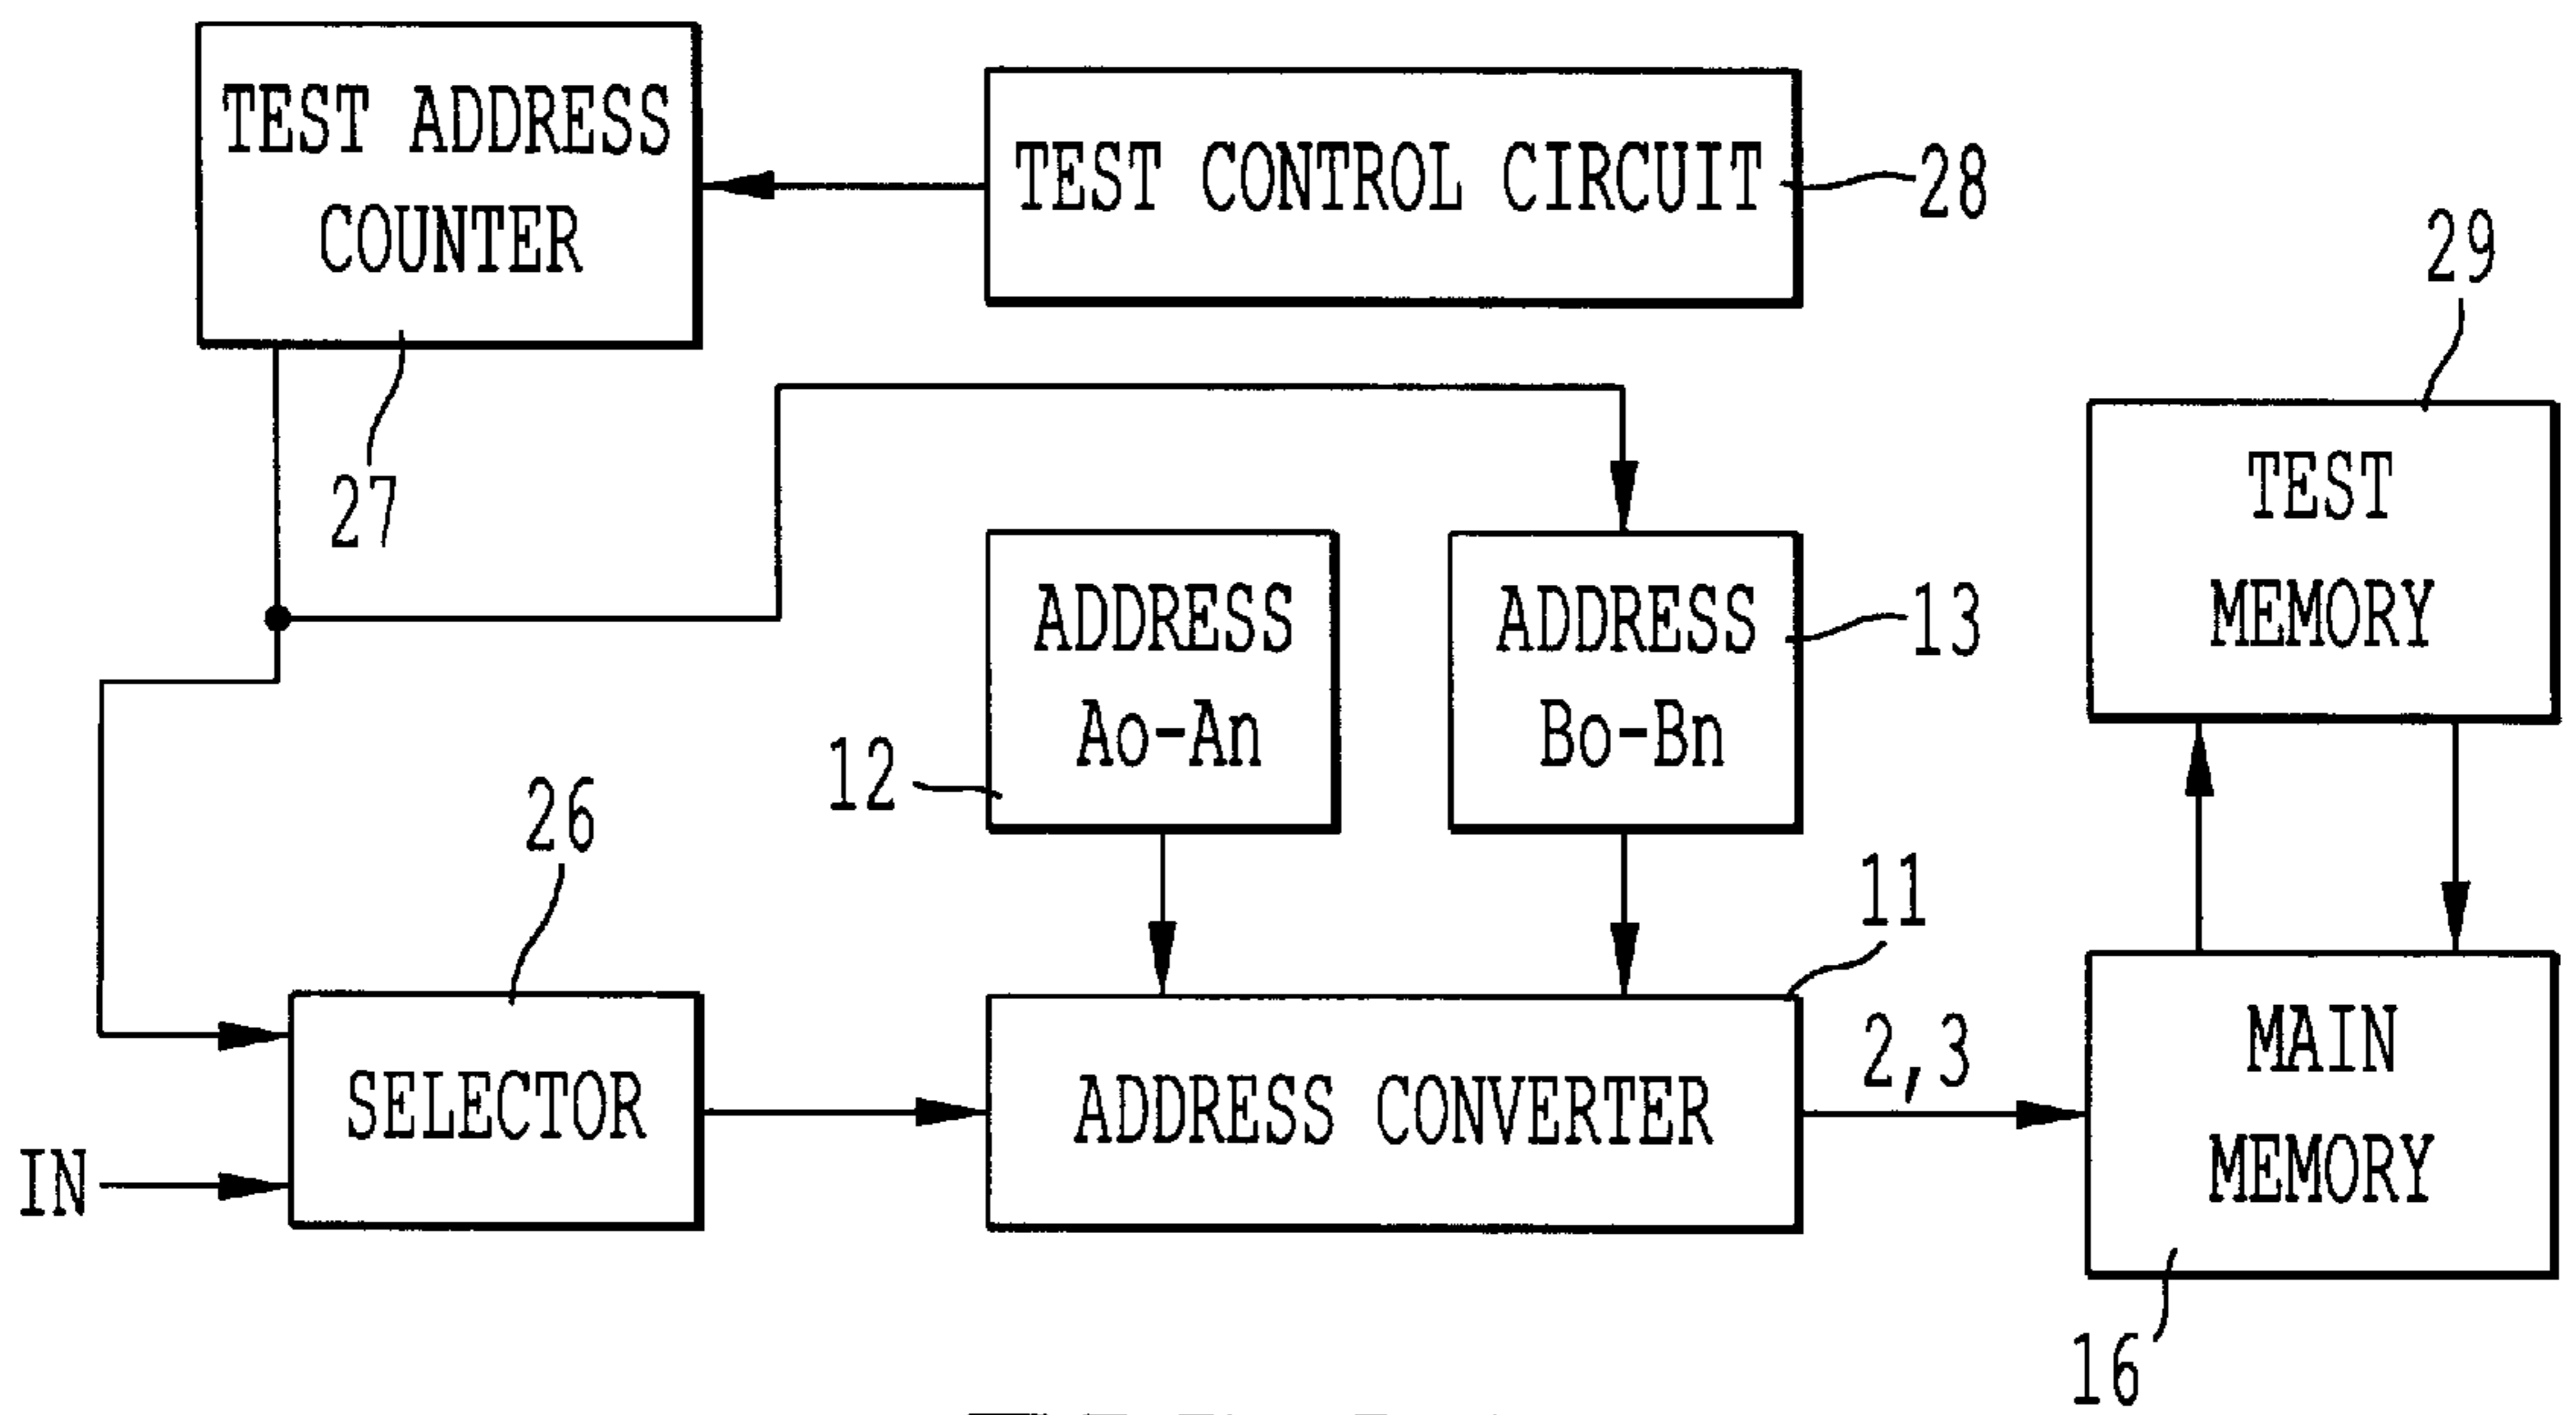 TEST ADDRESS
COUNTER
TEST CONTROL CIRCUIT
28
29
27
TEST
MEMORY
ADDRESS
Ao-An
ADDRESS
Bo-Bn
13
12
26
11
SELECTOR
ADDRESS CONVERTER
2,3
MAIN
MEMORY
IN
16